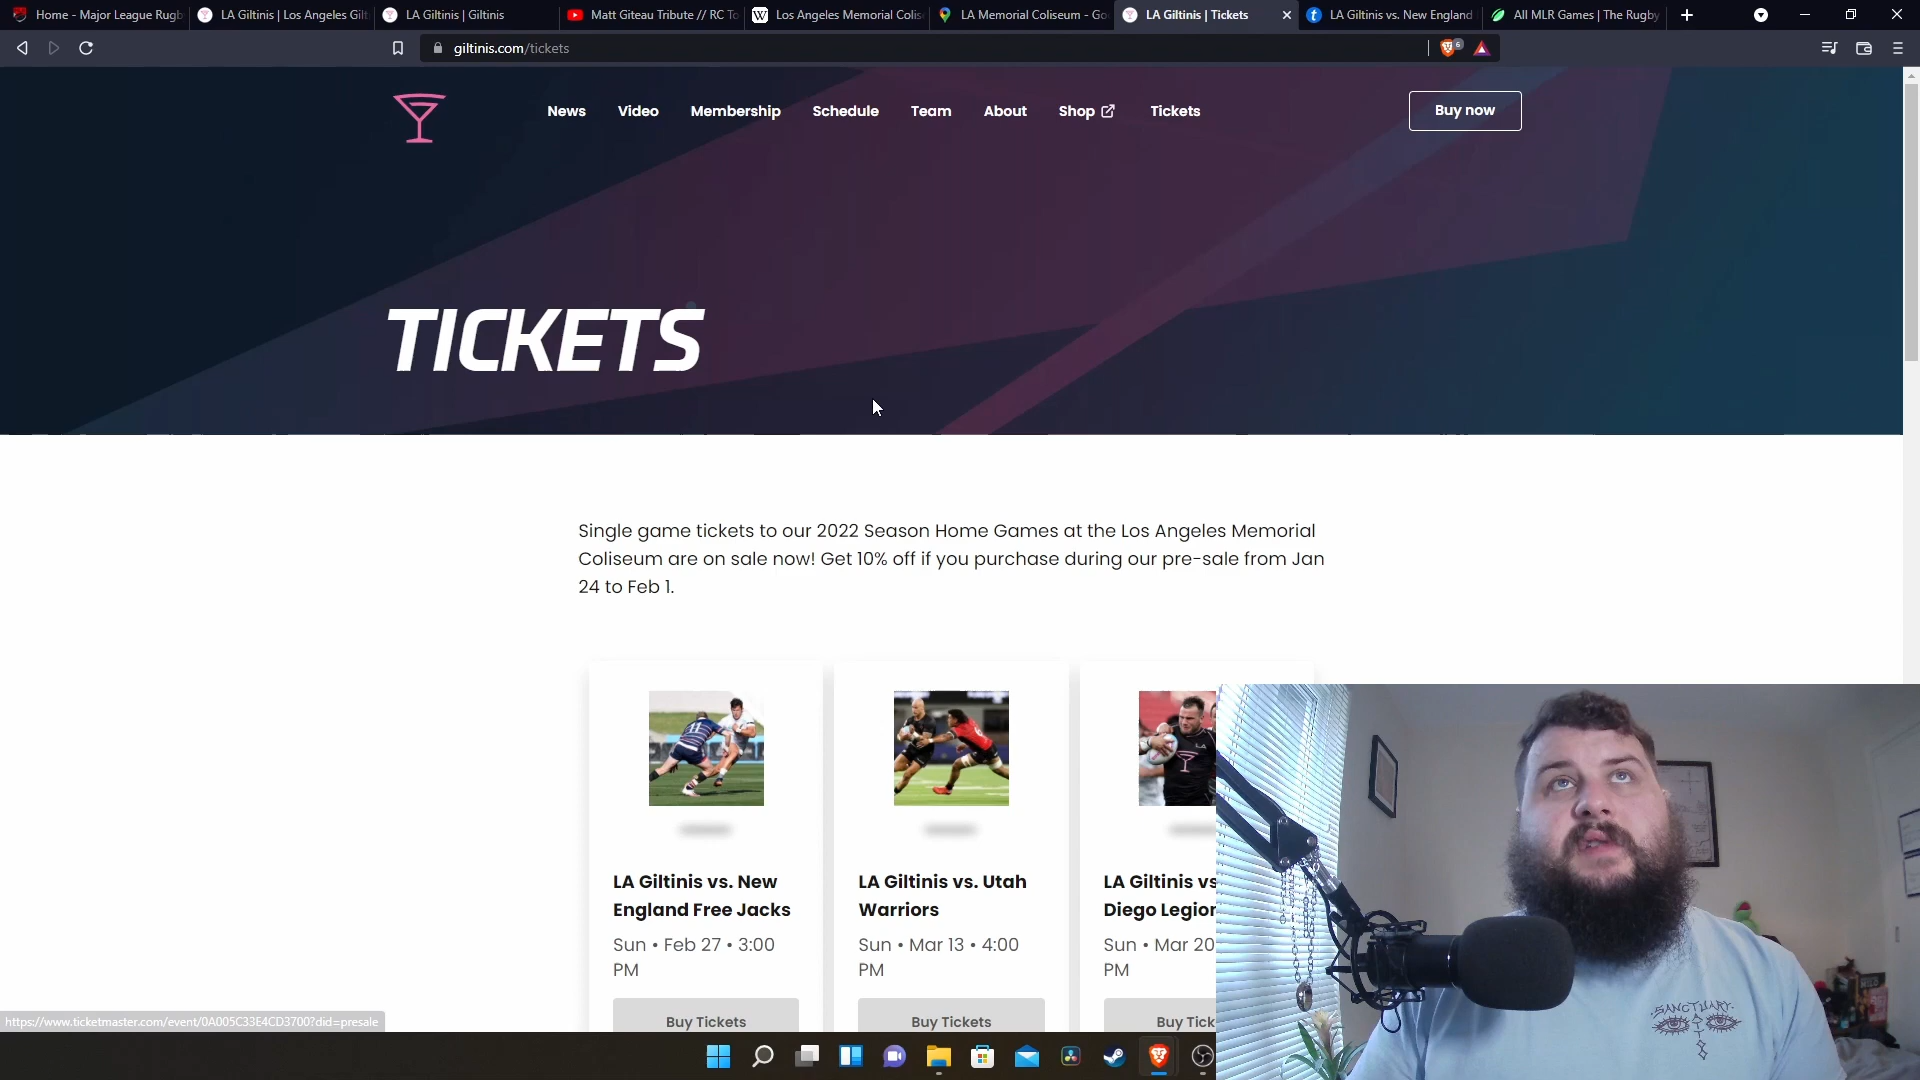 Home - Major League Rugb
LA Giltinis | Los Angeles Gilt
LA Giltinis | Giltinis
Matt Giteau Tribute // RC To
W
Los Angeles Memorial Colis
LA Memorial Coliseum - Go
LA Giltinis | Tickets
LA Giltinis vs. New England
All MLR Games | The Rugby
giltinis.com/tickets
6
News
Video
Membership
Schedule
Team
About
Shop
Tickets
Buy now
TICKETS
Single game tickets to our 2022 Season Home Games at the Los Angeles Memorial
Coliseum are on sale now! Get 10% off if you purchase during our pre-sale from Jan
24 to Feb 1.
LA Giltinis vs. New
England Free Jacks
Sun • Feb 27 • 3:00
PM
Buy Tickets
LA Giltinis vs. Utah
Warriors
Sun • Mar 13 • 4:00
PM
Buy Tickets
LA Giltinis vs
Diego Legion
Sun • Mar 20
PM
Buy Tick
https://www.ticketmaster.com/event/0A005C33E4CD3700?did=presale
SANCTUARY